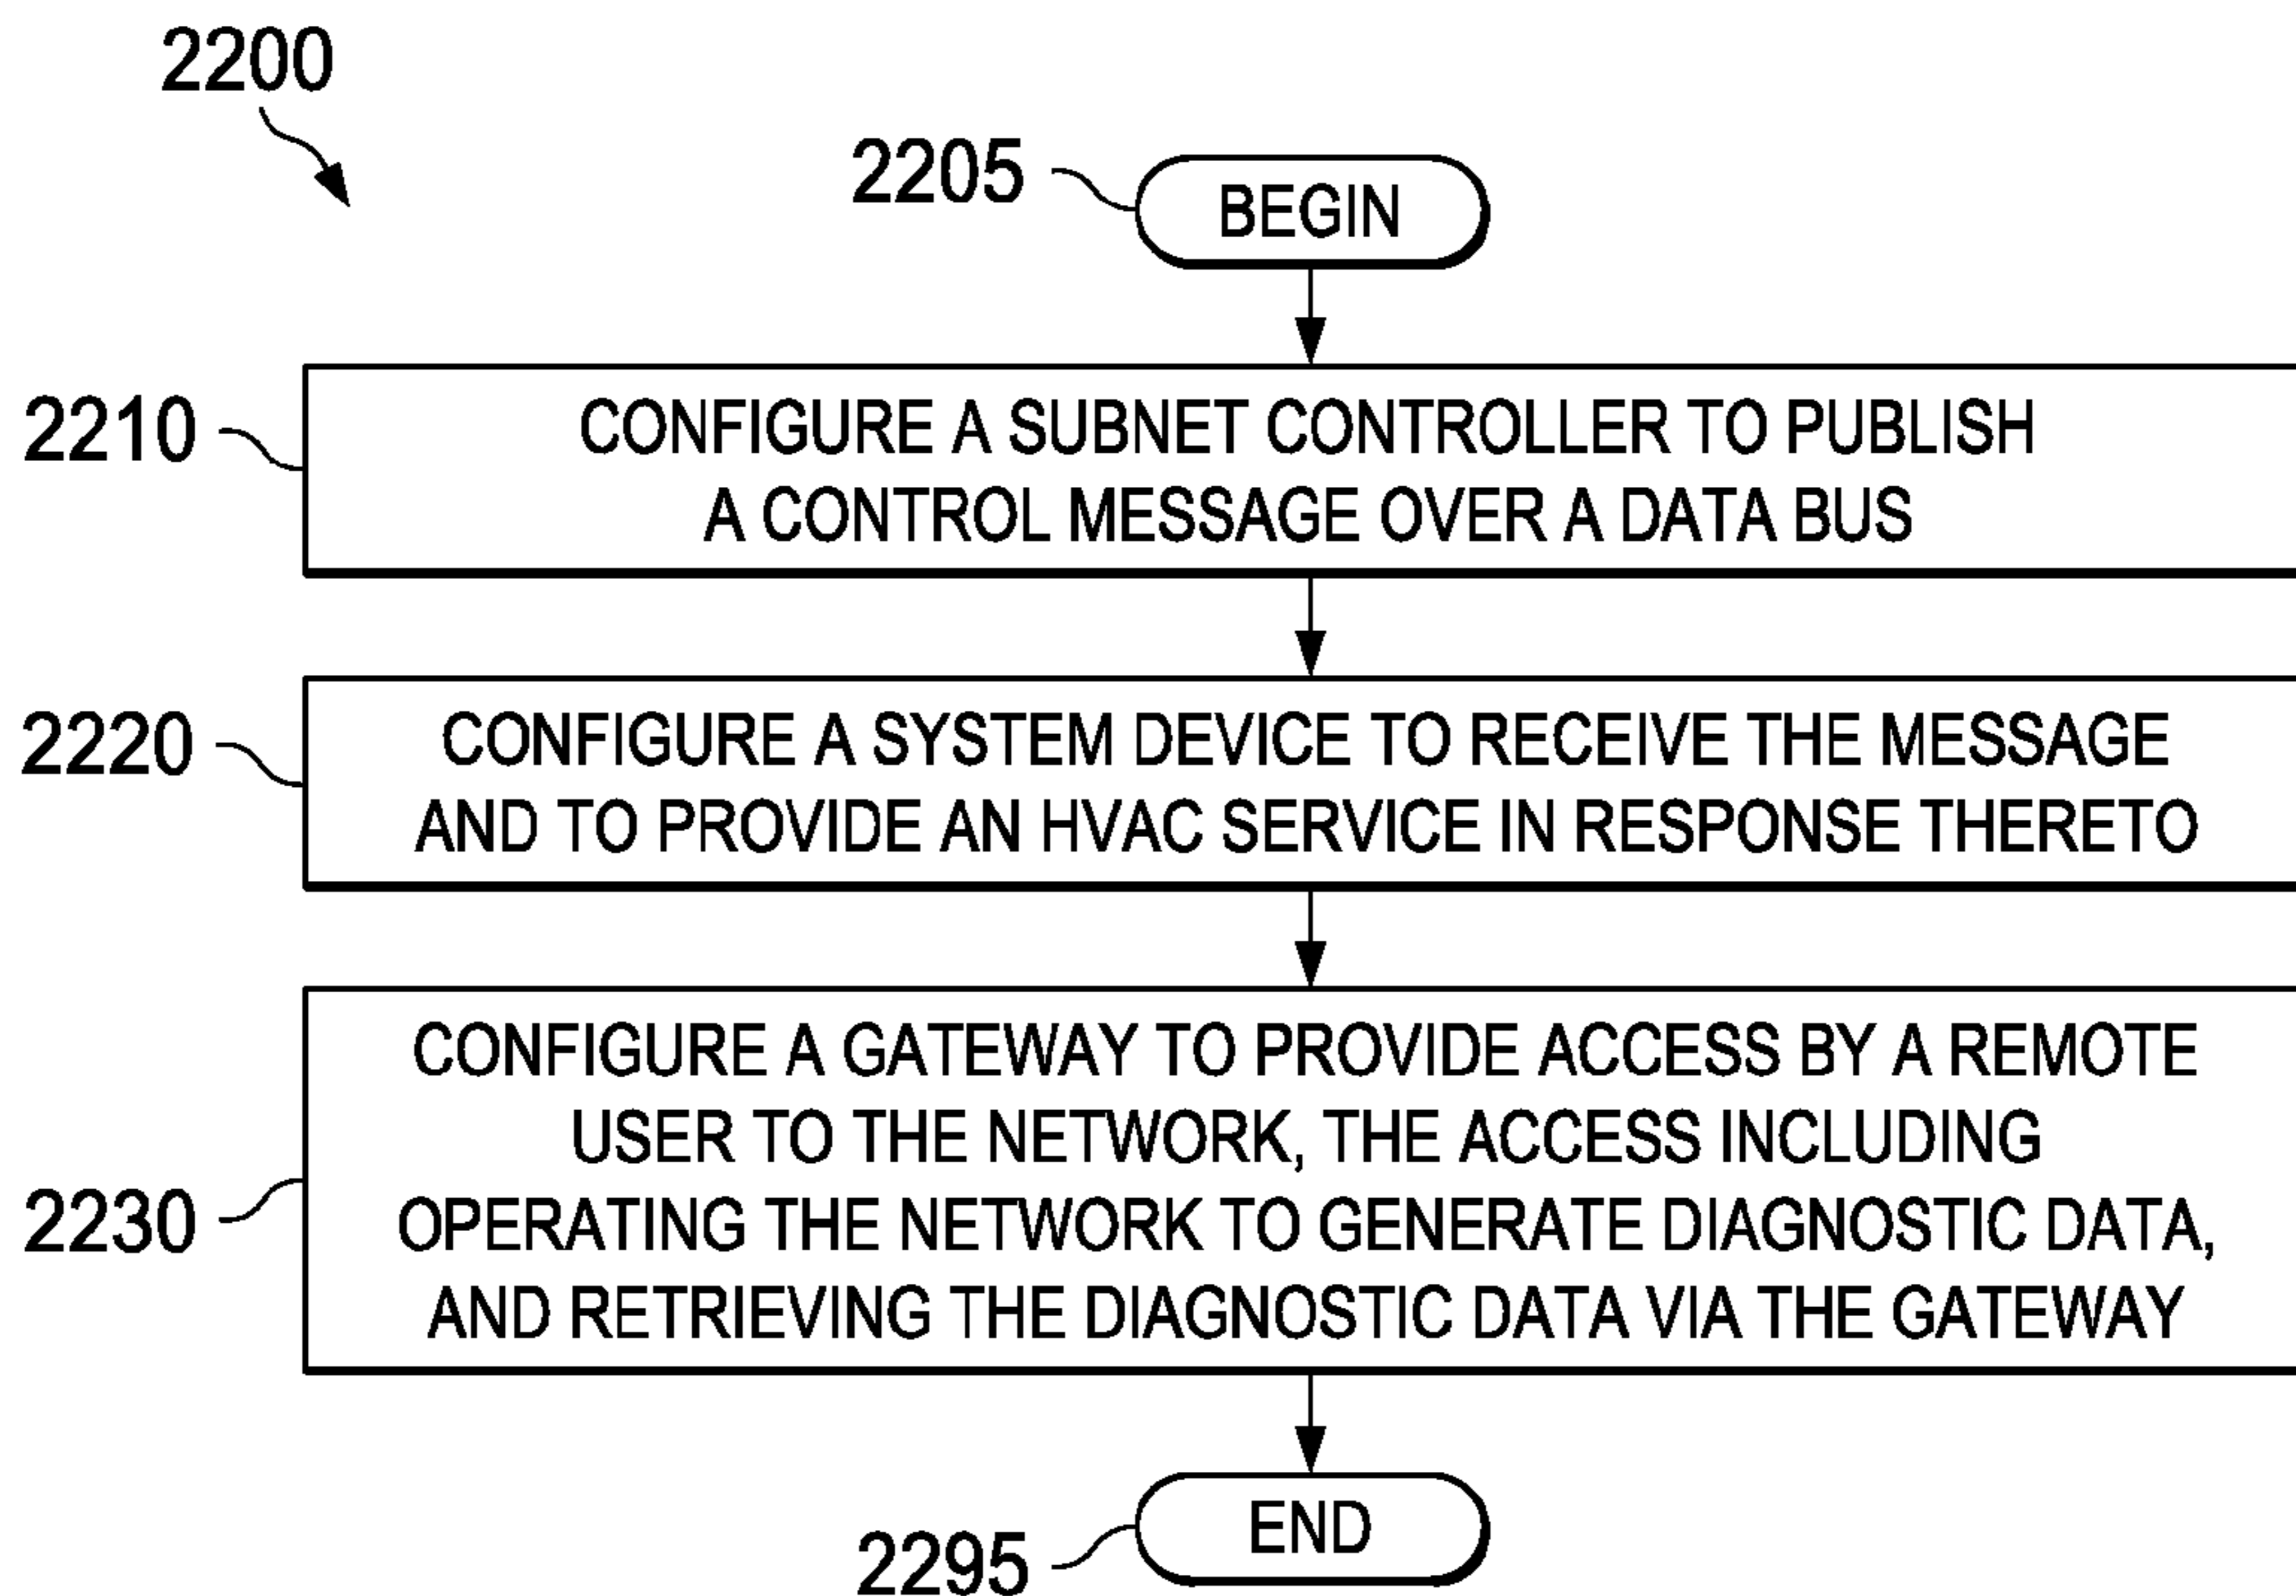 2200
2205
BEGIN
2210
CONFIGURE A SUBNET CONTROLLER TO PUBLISH
A CONTROL MESSAGE OVER A DATA BUS
2220
CONFIGURE A SYSTEM DEVICE TO RECEIVE THE MESSAGE
AND TO PROVIDE AN HVAC SERVICE IN RESPONSE THERETO
2230
CONFIGURE A GATEWAY TO PROVIDE ACCESS BY A REMOTE
USER TO THE NETWORK, THE ACCESS INCLUDING
OPERATING THE NETWORK TO GENERATE DIAGNOSTIC DATA,
AND RETRIEVING THE DIAGNOSTIC DATA VIA THE GATEWAY
2295
END